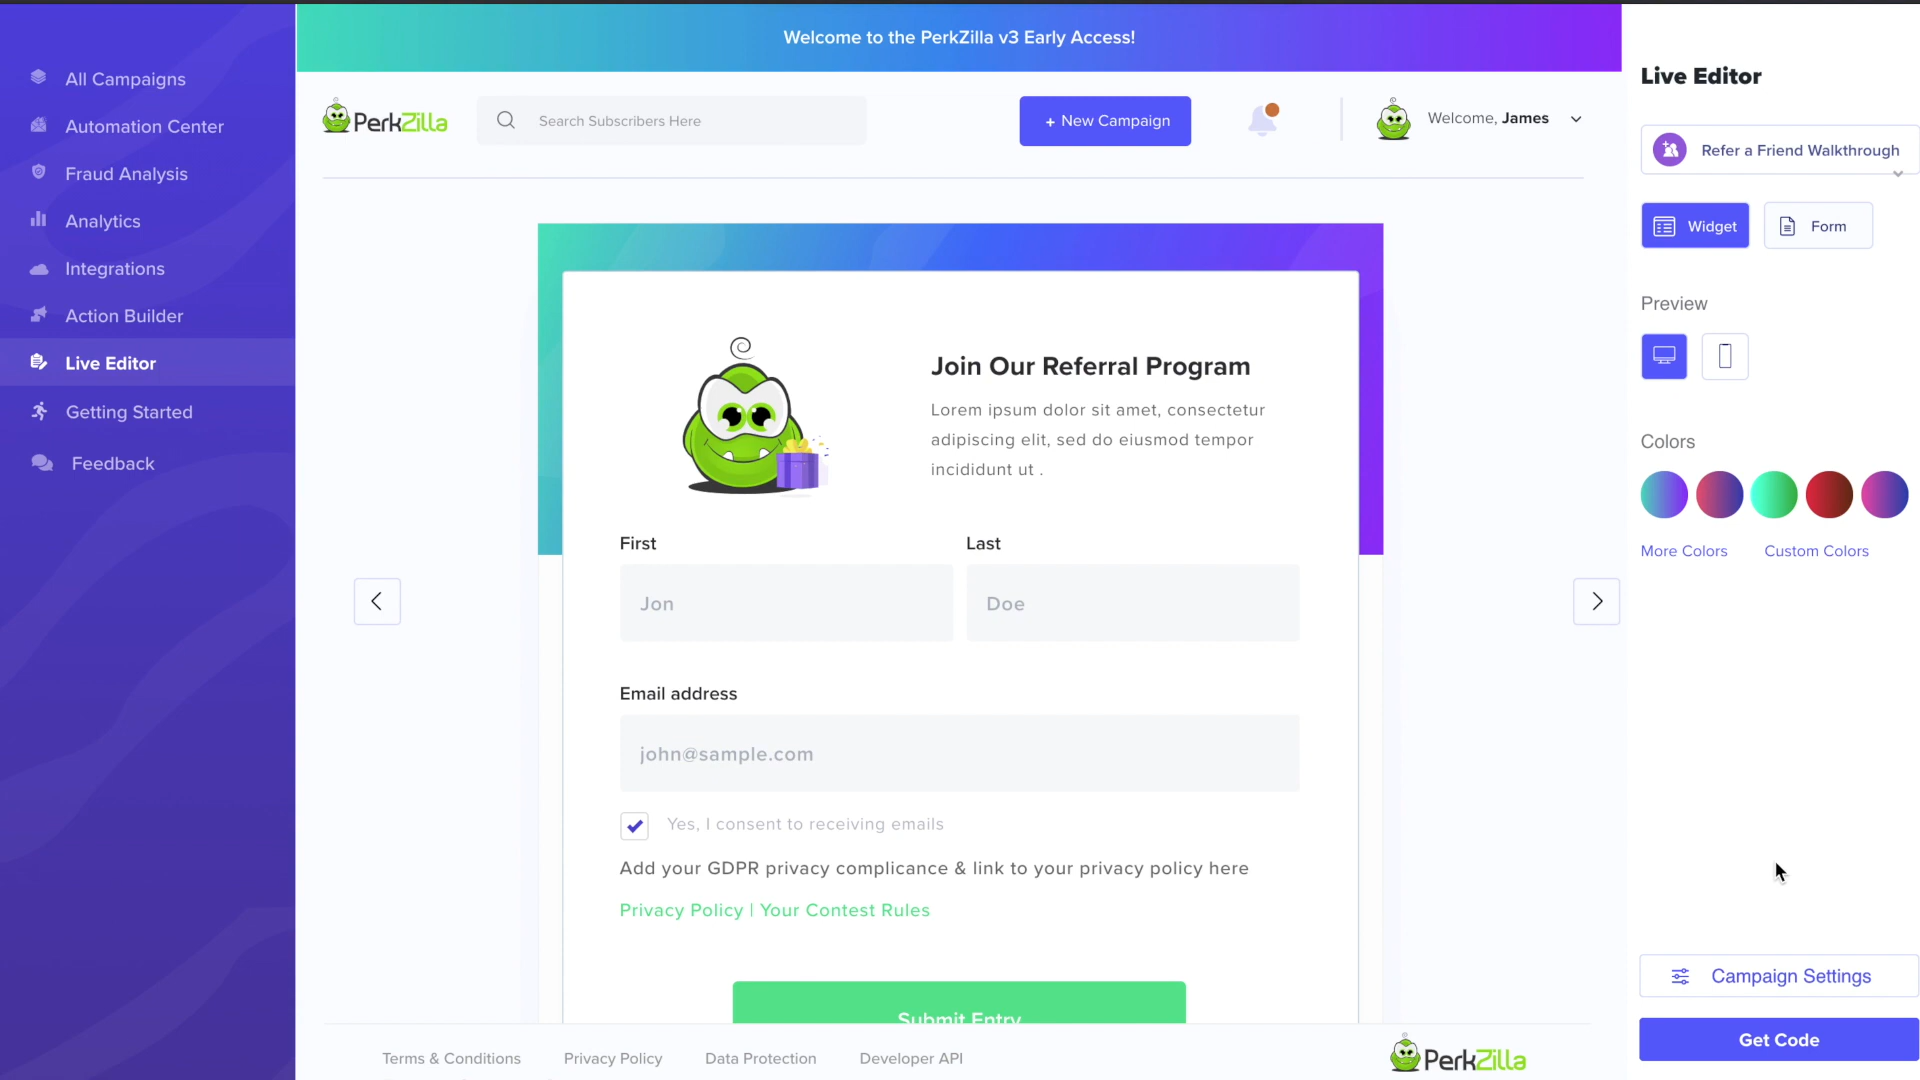 Welcome to the PerkZilla v3 Early Access!
All Campaigns
Automation Center
Fraud Analysis
Analytics
Integrations
Action Builder
Live Editor
Getting Started
Feedback
PerkZilla
Search Subscribers Here
+ New Campaign
Welcome, James
Join Our Referral Program
Lorem ipsum dolor sit amet, consectetur
adipiscing elit, sed do eiusmod tempor
incididunt ut .
First
Last
Jon
Doe
Email address
john@sample.com
Yes, I consent to receiving emails
Add your GDPR privacy complicance & link to your privacy policy here
Privacy Policy | Your Contest Rules
Submit Entry
Terms & Conditions
Privacy Policy
Data Protection
Developer API
PerkZilla
Live Editor
Refer a Friend Walkthrough
Widget
Form
Preview
Colors
More Colors
Custom Colors
Campaign Settings
Get Code